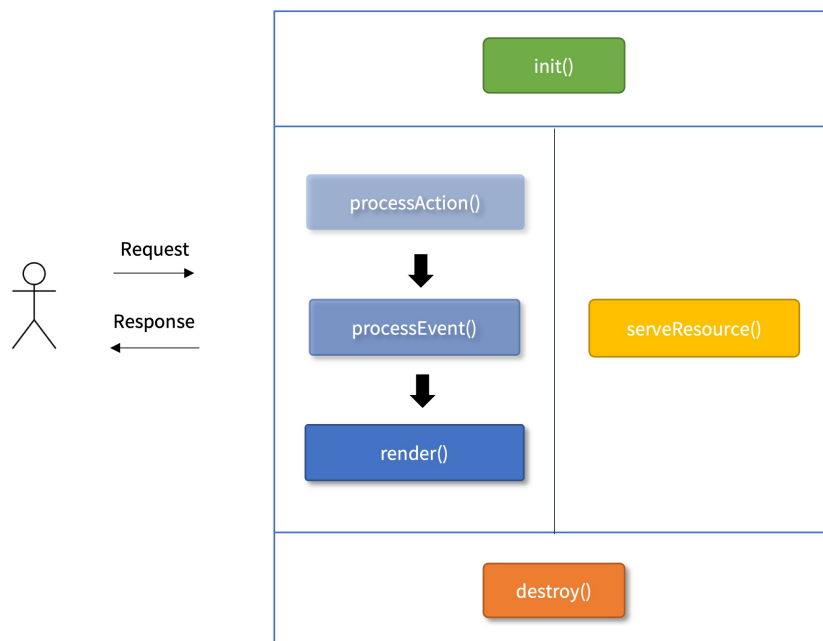 init()
processAction()
Request
processEvent()
Response
serveResource()
render()
destroy()